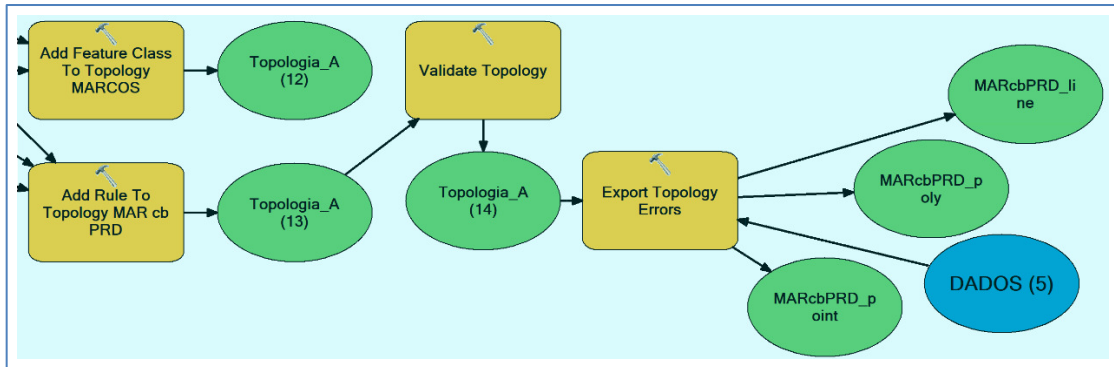 Add Feature Class
To Topology
MARCOS
Topologia_A
(12)
Validate Topology
MARcbPRD_li
ne
Add Rule To
Topology MAR cb
PRD
Topologia_A
(13)
Topologia_A
(14)
Export Topology
Errors
MARcbPRD_p
oly
DADOS (5)
MARcbPRD_p
oint